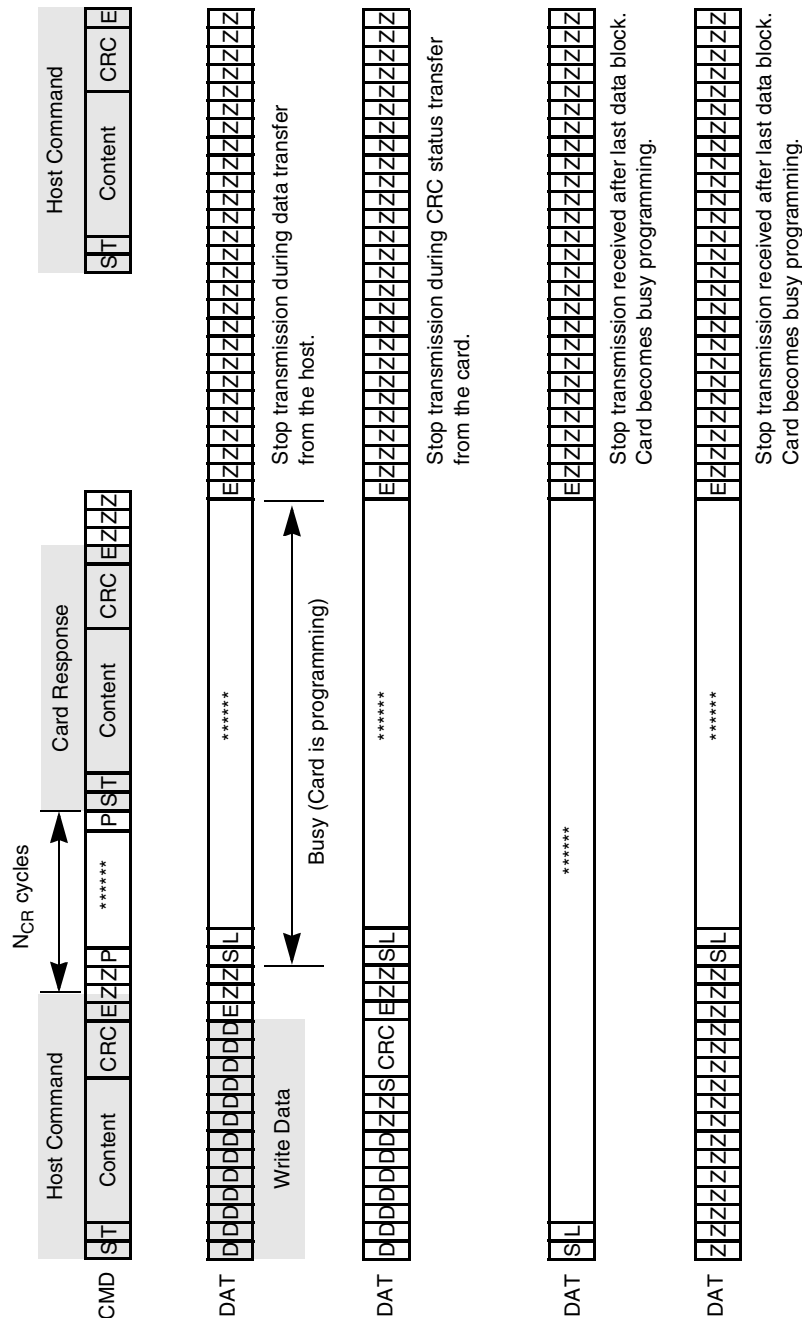 Host Command NCR cycles Card Response Host Command
CMD S T Content CRC E Z Z P ****** P S T Content CRC E Z Z Z S T Content CRC E
DAT D D D D D D D D D D D D D E Z Z S L ****** E Z Z Z Z Z Z Z Z Z Z Z Z Z Z Z Z Z Z Z Z Z Z Z Z Z Z
Write Data
Busy (Card is programming)
Stop transmission during data transfer
from the host.
DAT D D D D D D D Z Z S CRC E Z Z S L ****** E Z Z Z Z Z Z Z Z Z Z Z Z Z Z Z Z Z Z Z Z Z Z Z Z Z Z
Stop transmission during CRC status transfer
from the card.
DAT S L ****** E Z Z Z Z Z Z Z Z Z Z Z Z Z Z Z Z Z Z Z Z Z Z Z Z Z Z
Stop transmission received after last data block.
Card becomes busy programming.
DAT Z Z Z Z Z Z Z Z Z Z Z Z Z Z Z Z S L ****** E Z Z Z Z Z Z Z Z Z Z Z Z Z Z Z Z Z Z Z Z Z Z Z Z Z Z
Stop transmission received after last data block.
Card becomes busy programming.